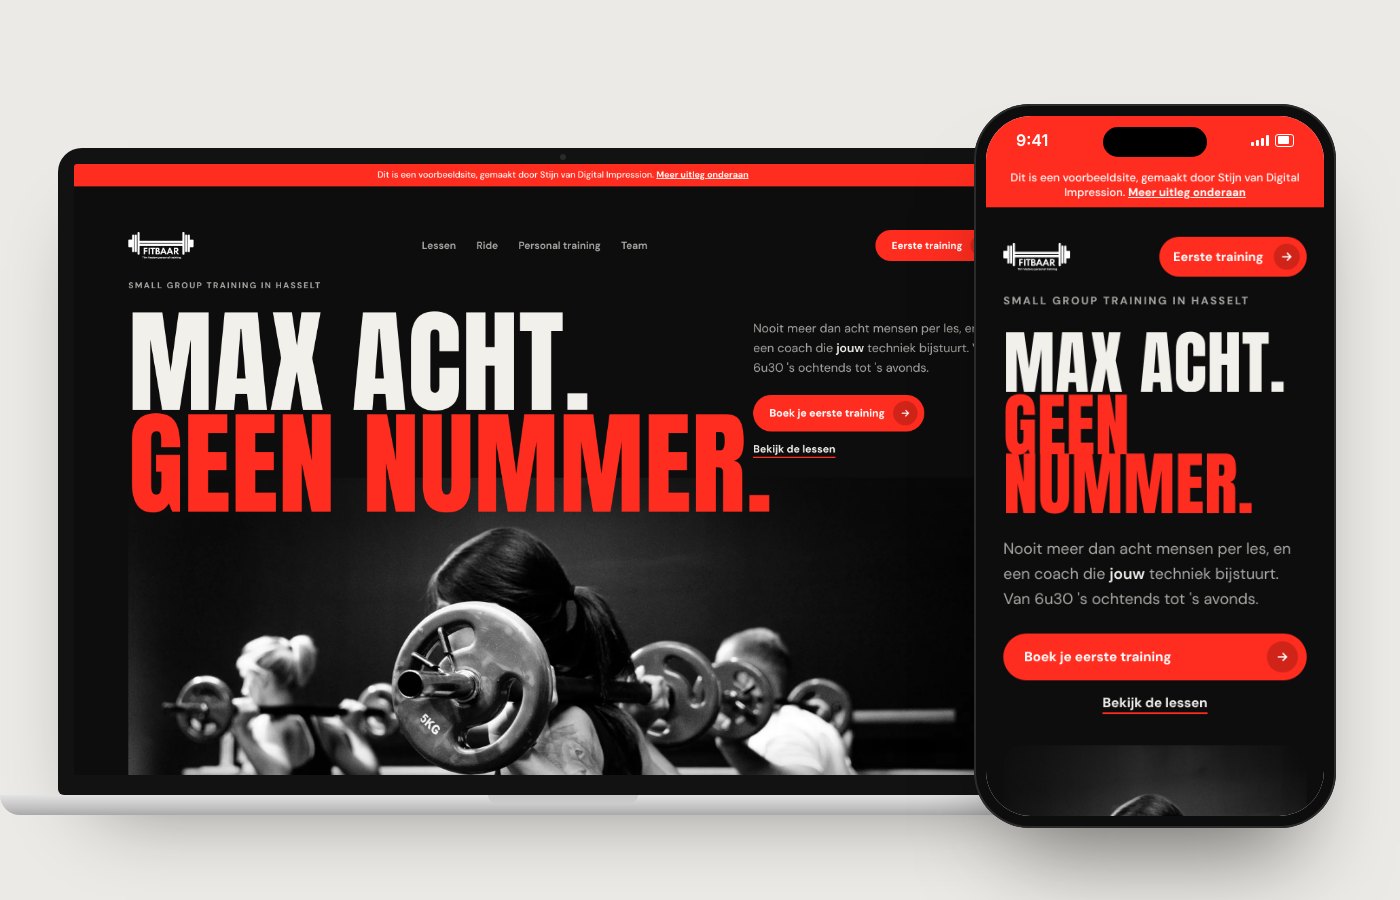 Dit is een voorbeeldsite, gemaakt door Stijn van Digital Impression. Meer uitleg onderaan
FITBAAR
Lessen
Ride
Personal training
Team
Eerste training
SMALL GROUP TRAINING IN HASSELT
MAX ACHT.
GEEN NUMMER.
Nooit meer dan acht mensen per les, en
een coach die jouw techniek bijstuurt.
6u30 's ochtends tot 's avonds.
Boek je eerste training
Bekijk de lessen
5KG
9:41
Dit is een voorbeeldsite, gemaakt door Stijn van Digital
Impression. Meer uitleg onderaan
FITBAAR
Eerste training
SMALL GROUP TRAINING IN HASSELT
MAX ACHT.
GEEN
NUMMER.
Nooit meer dan acht mensen per les, en
een coach die jouw techniek bijstuurt.
Van 6u30 's ochtends tot 's avonds.
Boek je eerste training
Bekijk de lessen